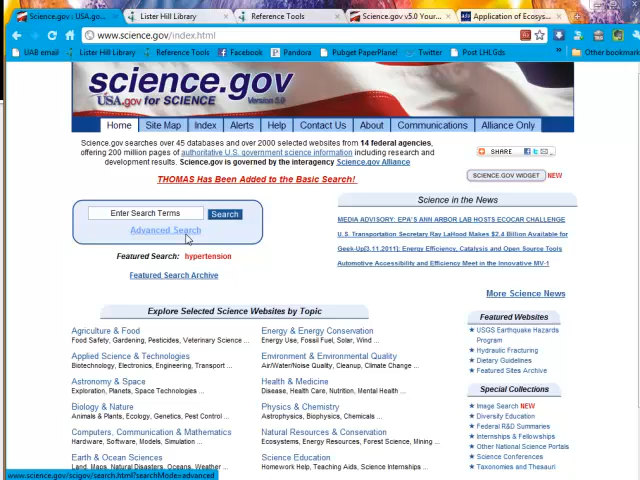 Science.gov : USA.go...
Lister Hill Library
Reference Tools
Science.gov v5.0 Your...
Application of Ecosys...
www.science.gov/index.html
UAB email
Lister Hill Library
Reference Tools
Facebook
Pandora
Pubget PaperPlane!
Twitter
Post LHLGds
Other bookmark
science.gov
USA.gov for SCIENCE
Version 5.0
Home
Site Map
Index
Alerts
Help
Contact Us
About
Communications
Alliance Only
Science.gov searches over 45 databases and over 2000 selected websites from 14 federal agencies,
offering 200 million pages of authoritative U.S. government science information including research and
development results. Science.gov is governed by the interagency Science.gov Alliance
SHARE
THOMAS Has Been Added to the Basic Search!
SCIENCE.GOV WIDGET NEW
Enter Search Terms
Search
Advanced Search
Featured Search: hypertension
Featured Search Archive
Science in the News
MEDIA ADVISORY: EPA'S ANN ARBOR LAB HOSTS ECOCAR CHALLENGE
U.S. Transportation Secretary Ray LaHood Makes $2.4 Billion Available for
Geek-Up[3.11.2011]: Energy Efficiency, Catalysis and Open Source Tools
Automotive Accessibility and Efficiency Meet in the Innovative MV-1
More Science News
Explore Selected Science Websites by Topic
Agriculture & Food
Food Safety, Gardening, Pesticides, Veterinary Science ...
Applied Science & Technologies
Biotechnology, Electronics, Engineering, Transport ...
Astronomy & Space
Exploration, Planets, Space Technologies ...
Biology & Nature
Animals & Plants, Ecology, Genetics, Pest Control ...
Computers, Communication & Mathematics
Hardware, Software, Models, Simulation ...
Earth & Ocean Sciences
Land, Maps, Natural Disasters, Oceans, Weather ...
Energy & Energy Conservation
Energy Use, Fossil Fuel, Solar, Wind ...
Environment & Environmental Quality
Air/Water/Noise Quality, Cleanup, Climate Change ...
Health & Medicine
Disease, Health Care, Nutrition, Mental Health ...
Physics & Chemistry
Astrophysics, Biophysics, Chemicals ...
Natural Resources & Conservation
Ecosystems, Energy Resources, Forest Science, Mining ...
Science Education
Homework Help, Teaching Aids, Science Internships ...
Featured Websites
USGS Earthquake Hazards
Program
Hydraulic Fracturing
Dietary Guidelines
Featured Sites Archive
Special Collections
Image Search NEW
Diversity Education
Federal R&D Summaries
Internships & Fellowships
Other National Science Portals
Science Conferences
Taxonomies and Thesauri
www.science.gov/scigov/search.html?searchMode=advanced